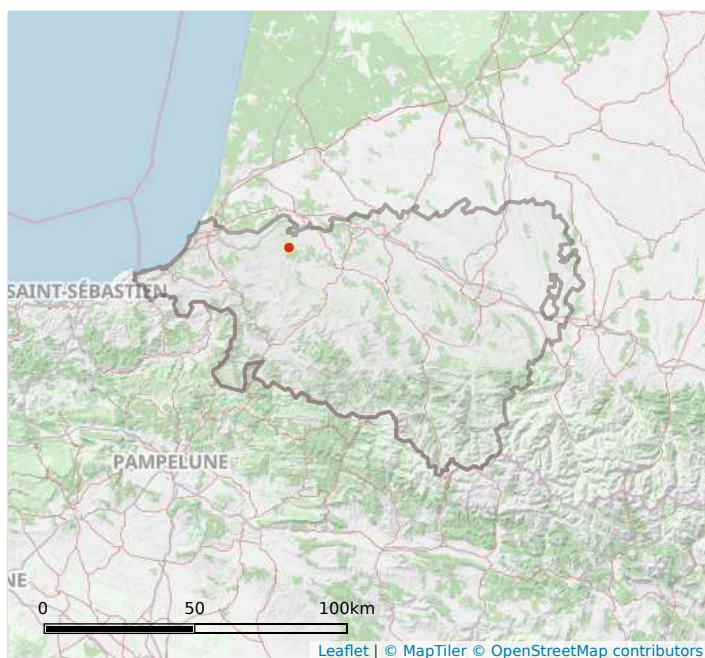 SAINT-SÉBASTIEN
PAMPELUNE
NE
0 50 100km
Leaflet | © MapTiler © OpenStreetMap contributors